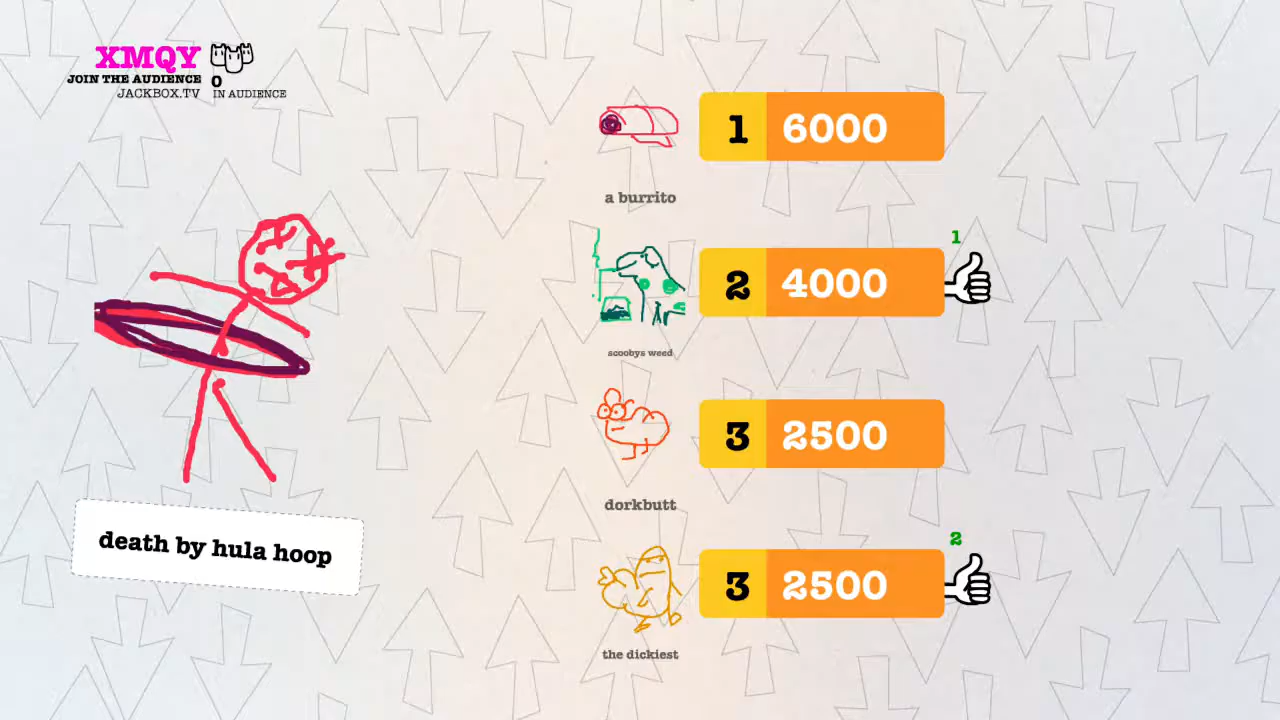 XMQY
JOIN THE AUDIENCE
JACKBOX.TV
0
IN AUDIENCE
death by hula hoop
1 6000
a burrito
1
2 4000
scoobys weed
3 2500
dorkbutt
2
3 2500
the dickiest